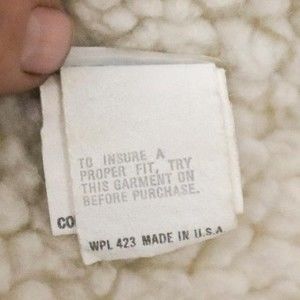 TO INSURE A
PROPER FIT, TRY
THIS GARMENT ON
BEFORE PURCHASE.
CO
WPL 423 MADE IN U.S.A.